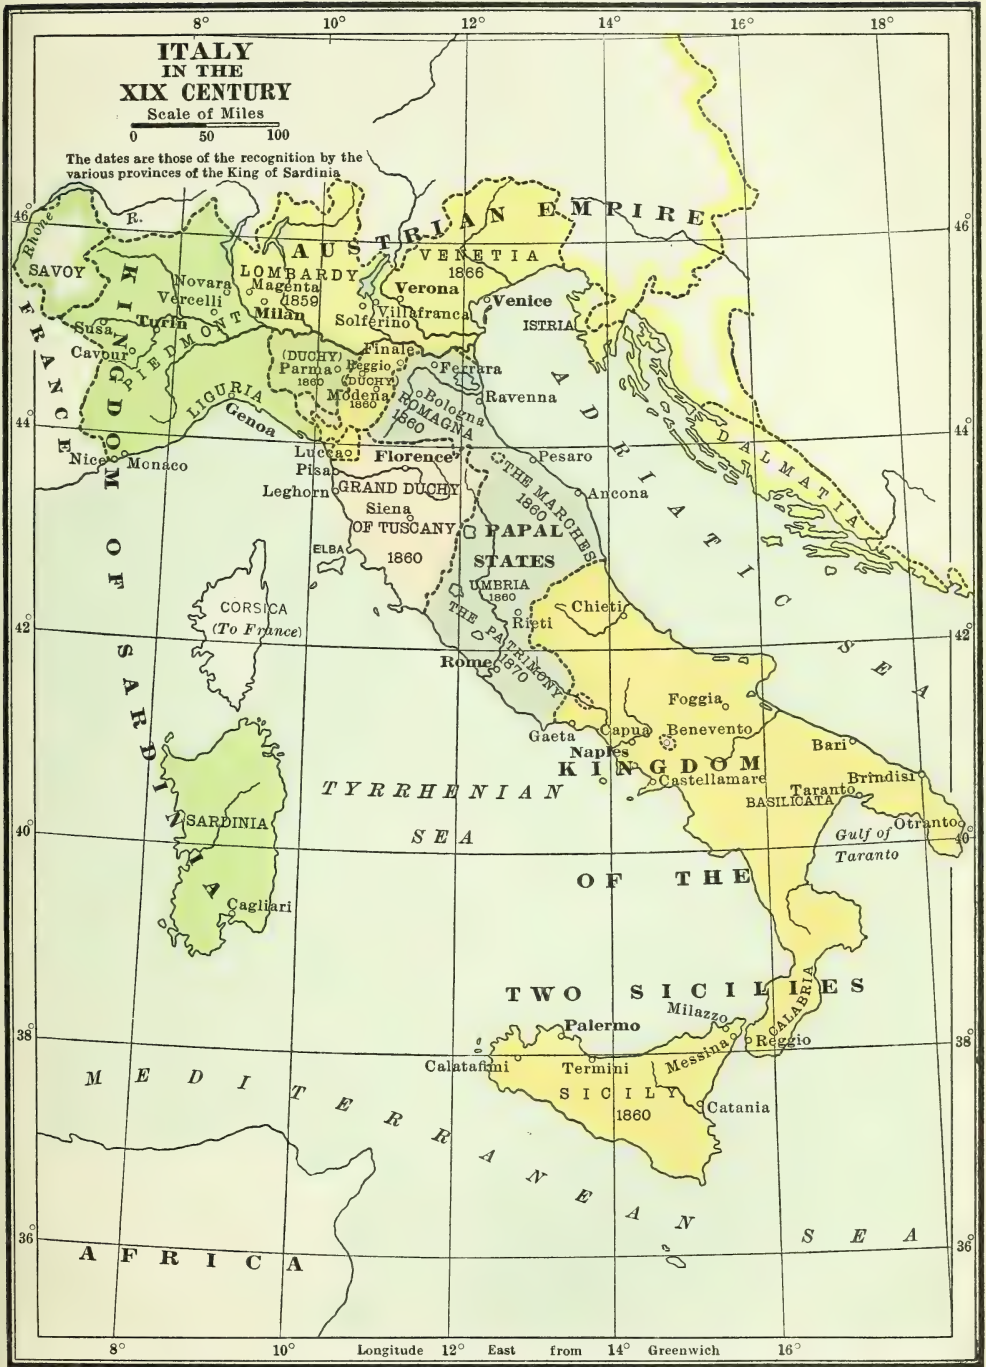 8° 10° 12° 14° 16° 18°
ITALY
IN THE
XIX CENTURY
Scale of Miles
0 50 100
The dates are those of the recognition by the
various provinces of the King of Sardinia
46°
46°
R.
Rhone
SAVOY
AUSTRIAN EMPIRE
VENETIA
1866
LOMBARDY
1859
Novara
Vercelli
Magenta
Milan
Verona
Villafranca
Solferino
Venice
ISTRIA
Susa
Turin
Cavour
PIEDMONT
FRANCE
KINGDOM OF SARDINIA
(DUCHY)
Parma
1860
Finale
Reggio
(DUCHY)
Modena
1860
Ferrara
Bologna
ROMAGNA
1860
Ravenna
LIGURIA
Genoa
44°
44°
Nice
Monaco
Lucca
Pisa
Leghorn
Florence
GRAND DUCHY
Siena
OF TUSCANY
1860
ELBA
Pesaro
Ancona
THE MARCHES
1860
PAPAL
STATES
UMBRIA
1860
Rieti
THE PATRIMONY
1870
Rome
ADRIATIC SEA
DALMATIA
CORSICA
(To France)
42°
42°
Chieti
Foggia
Gaeta
Capua
Benevento
Naples
Castellamare
KINGDOM
OF THE
TWO SICILIES
Bari
Brindisi
Taranto
BASILICATA
Otranto
Gulf of
Taranto
TYRRHENIAN
SEA
SARDINIA
Cagliari
40°
40°
CALABRIA
Milazzo
Palermo
Messina
Reggio
Calatafimi
Termini
SICILY
1860
Catania
38°
38°
MEDITERRANEAN SEA
AFRICA
36°
36°
8° 10° Longitude 12° East from 14° Greenwich 16°